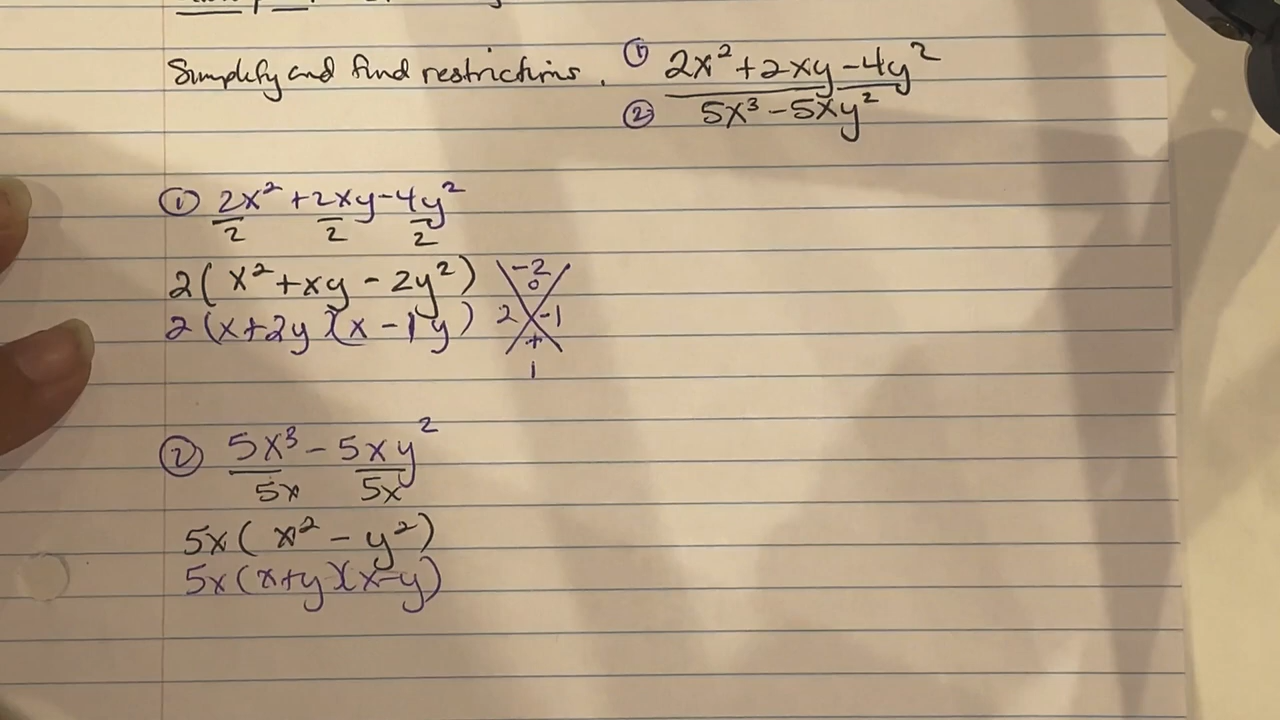 Simplify and find restrictions. ① 2x² + 2xy - 4y²
② 5x³ - 5xy²
① 2x² + 2xy - 4y²
2 2 2
2( x² + xy - 2y² ) -2
2(x+2y)(x - 1y) 2 -1
+
1
② 5x³ - 5xy²
5x 5x
5x( x² - y² )
5x(x+y)(x-y)